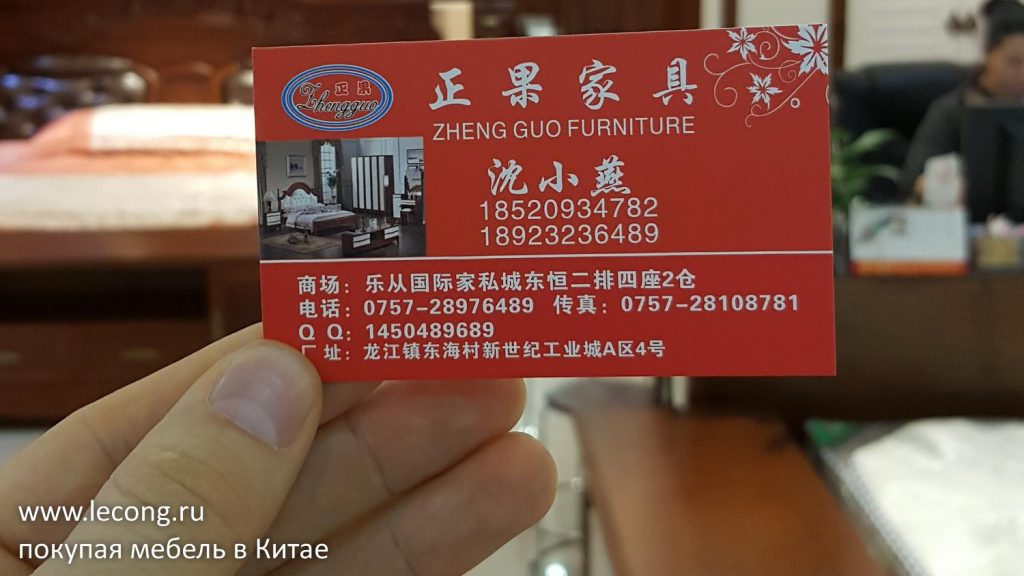 正果
Zhengguo
正果家具
ZHENG GUO FURNITURE
沈小燕
18520934782
18923236489
商场：乐从国际家私城东恒二排四座2仓
电话：0757-28976489 传真：0757-28108781
Q Q：1450489689
厂 址：龙江镇东海村新世纪工业城A区4号
www.lecong.ru
покупая мебель в Китае